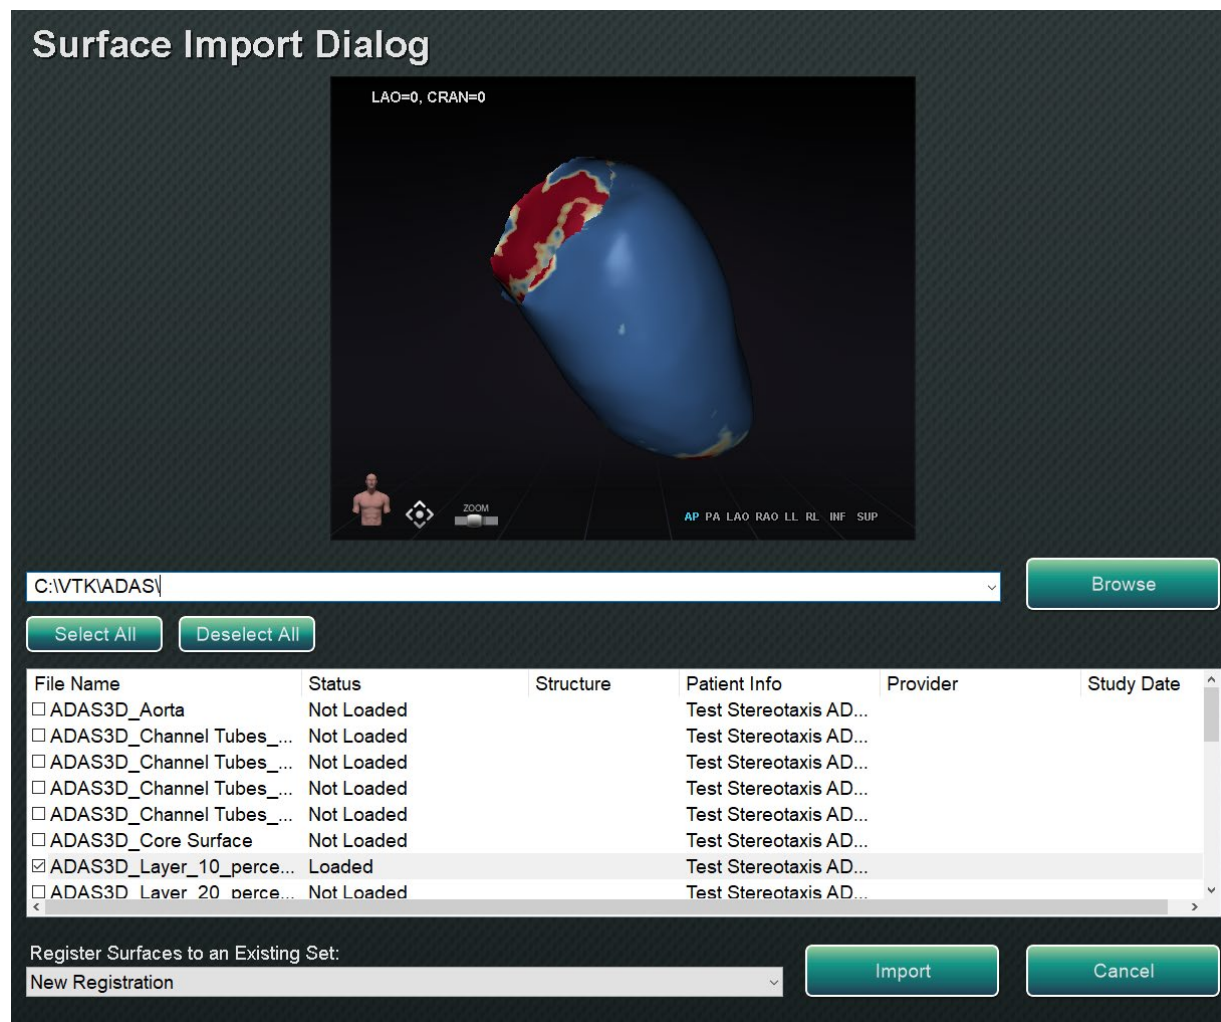 Surface Import Dialog
LAO=0, CRAN=0
ZOOM
AP PA LAO RAO LL RL INF SUP
C:\VTK\ADAS\
Browse
Select All Deselect All
File Name Status Structure Patient Info Provider Study Date
ADAS3D_Aorta Not Loaded Test Stereotaxis AD...
ADAS3D_Channel Tubes_... Not Loaded Test Stereotaxis AD...
ADAS3D_Channel Tubes_... Not Loaded Test Stereotaxis AD...
ADAS3D_Channel Tubes_... Not Loaded Test Stereotaxis AD...
ADAS3D_Channel Tubes_... Not Loaded Test Stereotaxis AD...
ADAS3D_Core Surface Not Loaded Test Stereotaxis AD...
ADAS3D_Layer_10_perce... Loaded Test Stereotaxis AD...
ADAS3D_Layer_20_perce... Not Loaded Test Stereotaxis AD...
Register Surfaces to an Existing Set:
New Registration
Import
Cancel